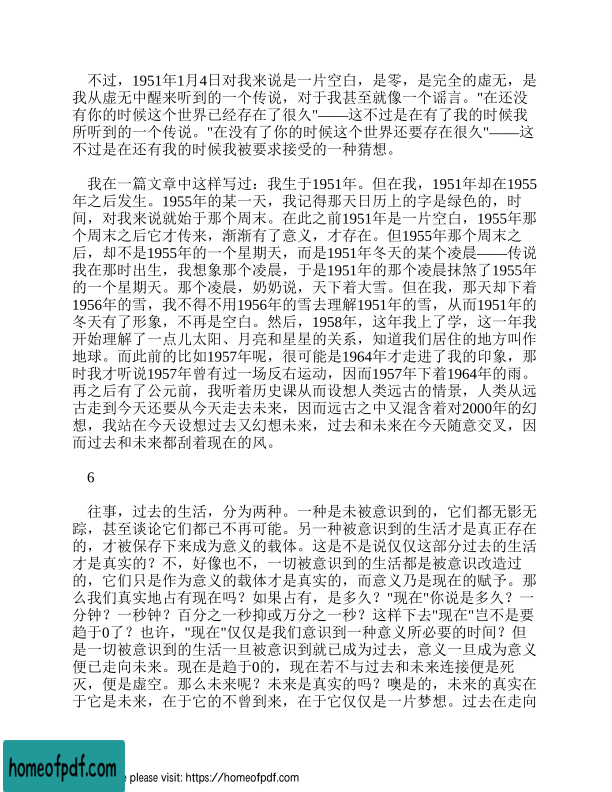 不过，1951年1月4日对我来说是一片空白，是零，是完全的虚无，是
我从虚无中醒来听到的一个传说，对于我甚至就像一个谣言。"在还没
有你的时候这个世界已经存在了很久"——这不过是在有了我的时候我
所听到的一个传说。"在没有了你的时候这个世界还要存在很久"——这
不过是在还有我的时候我被要求接受的一种猜想。
我在一篇文章中这样写过：我生于1951年。但在我，1951年却在1955
年之后发生。1955年的某一天，我记得那天日历上的字是绿色的，时
间，对我来说就始于那个周末。在此之前1951年是一片空白，1955年那
个周末之后它才传来，渐渐有了意义，才存在。但1955年那个周末之
后，却不是1955年的一个星期天，而是1951年冬天的某个凌晨——传说
我在那时出生，我想象那个凌晨，于是1951年的那个凌晨抹煞了1955年
的一个星期天。那个凌晨，奶奶说，天下着大雪。但在我，那天却下着
1956年的雪，我不得不用1956年的雪去理解1951年的雪，从而1951年的
冬天有了形象，不再是空白。然后，1958年，这年我上了学，这一年我
开始理解了一点儿太阳、月亮和星星的关系，知道我们居住的地方叫作
地球。而此前的比如1957年呢，很可能是1964年才走进了我的印象，那
时我才听说1957年曾有过一场反右运动，因而1957年下着1964年的雨。
再之后有了公元前，我听着历史课从而设想人类远古的情景，人类从远
古走到今天还要从今天走去未来，因而远古之中又混含着对2000年的幻
想，我站在今天设想过去又幻想未来，过去和未来在今天随意交叉，因
而过去和未来都刮着现在的风。
6
往事，过去的生活，分为两种。一种是未被意识到的，它们都无影无
踪，甚至谈论它们都已不再可能。另一种被意识到的生活才是真正存在
的，才被保存下来成为意义的载体。这是不是说仅仅这部分过去的生活
才是真实的？不，好像也不，一切被意识到的生活都是被意识改造过
的，它们只是作为意义的载体才是真实的，而意义乃是现在的赋予。那
么我们真实地占有现在吗？如果占有，是多久？"现在"你说是多久？一
分钟？一秒钟？百分之一秒抑或万分之一秒？这样下去"现在"岂不是要
趋于0了？也许，"现在"仅仅是我们意识到一种意义所必要的时间？但
是一切被意识到的生活一旦被意识到就已成为过去，意义一旦成为意义
便已走向未来。现在是趋于0的，现在若不与过去和未来连接便是死
灭，便是虚空。那么未来呢？未来是真实的吗？噢是的，未来的真实在
于它是未来，在于它的不曾到来，在于它仅仅是一片梦想。过去在走向
homeofpdf.com
please visit: https://homeofpdf.com